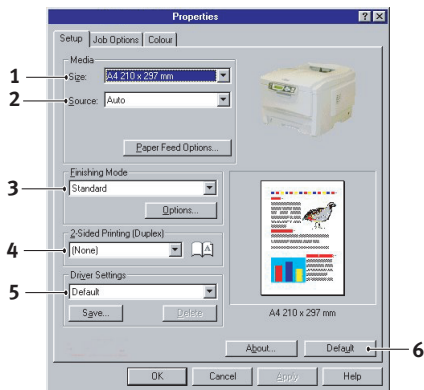 Properties
Setup Job Options Colour
Media
1 Size: A4 210 x 297 mm
2 Source: Auto
Paper Feed Options...
Finishing Mode
3 Standard
Options...
2-Sided Printing (Duplex)
4 (None) A
Driver Settings
5 Default
Save... Delete
A4 210 x 297 mm
About... Default 6
OK Cancel Apply Help